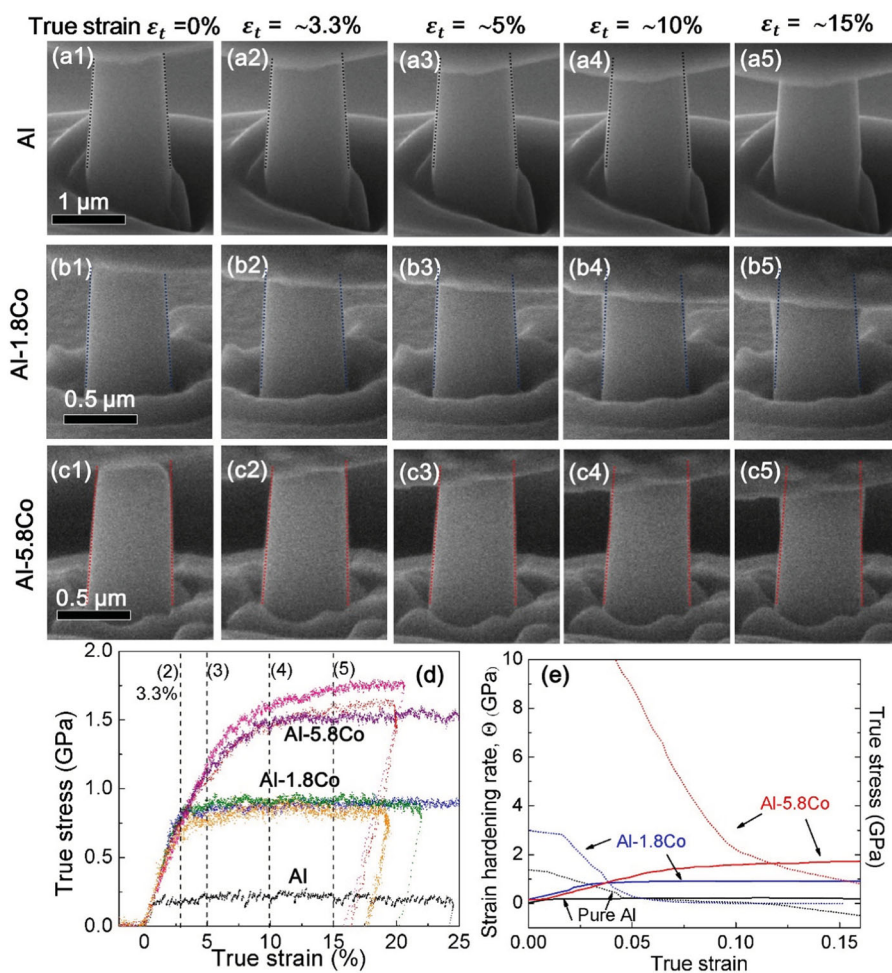 True strain εt =0%
εt = ~3.3%
εt = ~5%
εt = ~10%
εt = ~15%
Al
(a1)
(a2)
(a3)
(a4)
(a5)
1 μm
Al-1.8Co
(b1)
(b2)
(b3)
(b4)
(b5)
0.5 μm
Al-5.8Co
(c1)
(c2)
(c3)
(c4)
(c5)
0.5 μm
(d)
True stress (GPa)
2.0
1.5
1.0
0.5
0.0
(2)
3.3%
(3)
(4)
(5)
Al-5.8Co
Al-1.8Co
Al
0
5
10
15
20
25
True strain (%)
(e)
Strain hardening rate, Θ (GPa)
10
8
6
4
2
0
Al-5.8Co
Al-1.8Co
Pure Al
0.00
0.05
0.10
0.15
True strain
True stress (GPa)